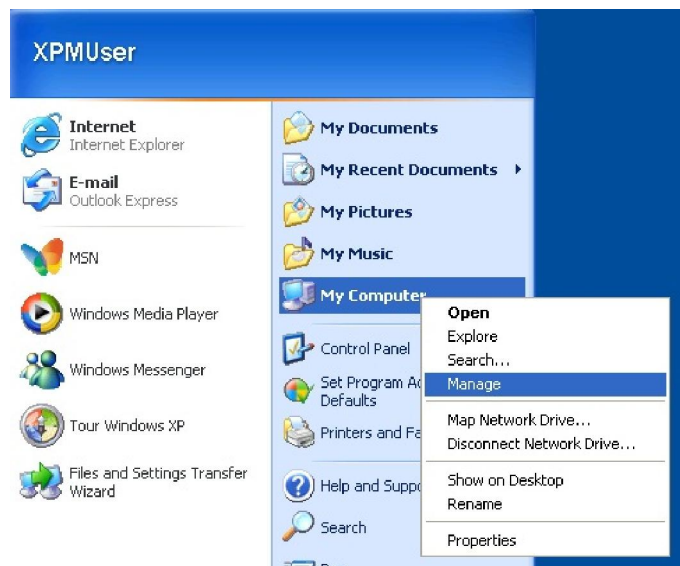 XPMUser
Internet
Internet Explorer
E-mail
Outlook Express
MSN
Windows Media Player
Windows Messenger
Tour Windows XP
Files and Settings Transfer
Wizard
My Documents
My Recent Documents
My Pictures
My Music
My Computer
Control Panel
Set Program Ac
Defaults
Printers and Fa
Help and Suppo
Search
Open
Explore
Search...
Manage
Map Network Drive...
Disconnect Network Drive...
Show on Desktop
Rename
Properties